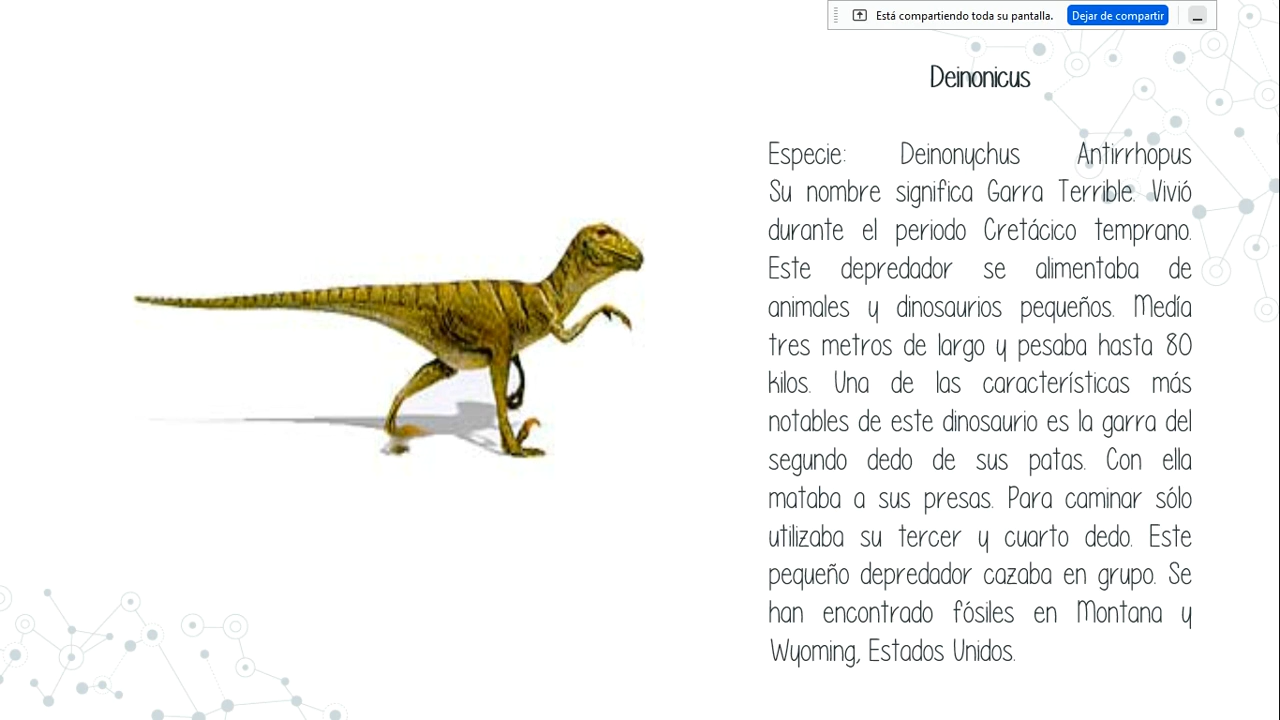 Está compartiendo toda su pantalla.
Dejar de compartir
Deinonicus
Especie: Deinonychus Antirrhopus
Su nombre significa Garra Terrible. Vivió
durante el periodo Cretácico temprano.
Este depredador se alimentaba de
animales y dinosaurios pequeños. Medía
tres metros de largo y pesaba hasta 80
kilos. Una de las características más
notables de este dinosaurio es la garra del
segundo dedo de sus patas. Con ella
mataba a sus presas. Para caminar sólo
utilizaba su tercer y cuarto dedo. Este
pequeño depredador cazaba en grupo. Se
han encontrado fósiles en Montana y
Wyoming, Estados Unidos.